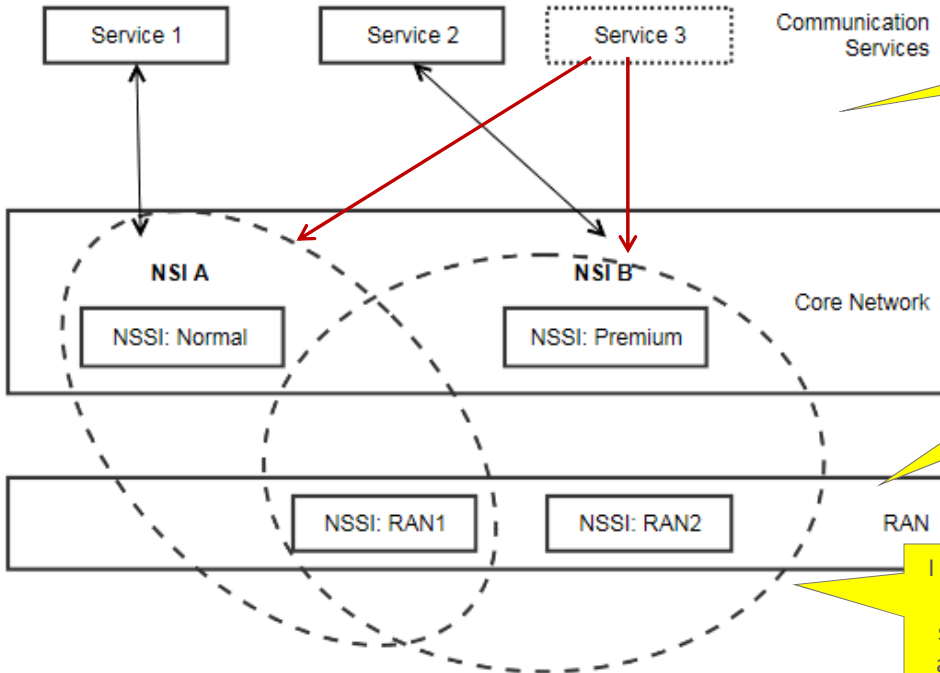 Service 1
Service 2
Service 3
Communication
Services
NSI A
NSI B
Core Network
NSSI: Normal
NSSI: Premium
NSSI: RAN1
NSSI: RAN2
RAN